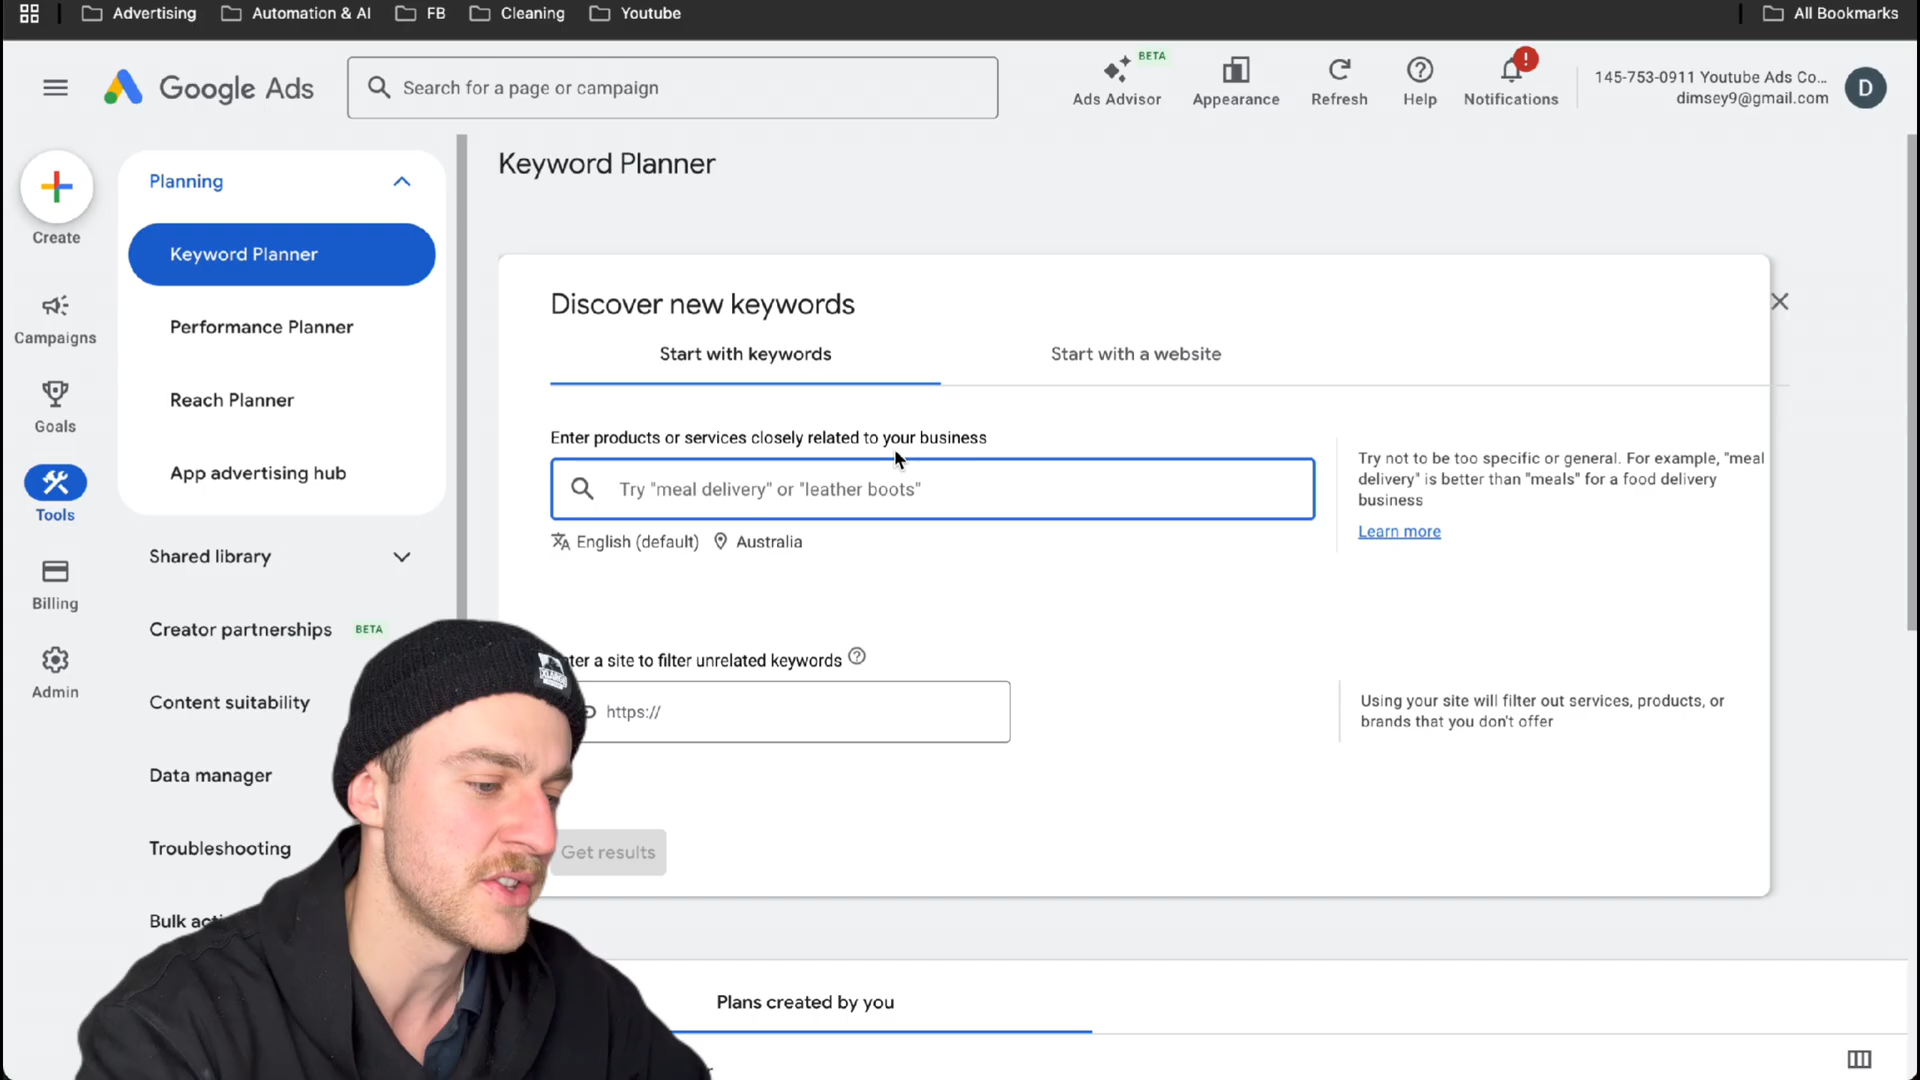 Advertising
Automation & AI
FB
Cleaning
Youtube
All Bookmarks
Google Ads
Search for a page or campaign
BETA
Ads Advisor
Appearance
Refresh
Help
!
Notifications
145-753-0911 Youtube Ads Co...
dimsey9@gmail.com
D
Create
Campaigns
Goals
Tools
Billing
Admin
Planning
Keyword Planner
Performance Planner
Reach Planner
App advertising hub
Shared library
Creator partnerships BETA
Content suitability
Data manager
Troubleshooting
Bulk
Keyword Planner
Discover new keywords
Start with keywords
Start with a website
Enter products or services closely related to your business
Try "meal delivery" or "leather boots"
English (default)
Australia
Try not to be too specific or general. For example, "meal
delivery" is better than "meals" for a food delivery
business
Learn more
a site to filter unrelated keywords
https://
Using your site will filter out services, products, or
brands that you don't offer
Get results
Plans created by you
XLARGE